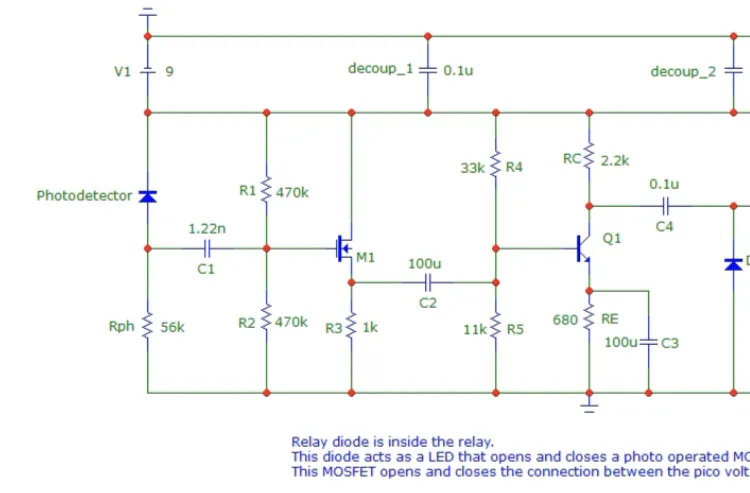 V1
9
decoup_1
0.1u
decoup_2
Photodetector
R1
470k
33k
R4
RC
2.2k
0.1u
C4
1.22n
C1
M1
100u
C2
Q1
D
Rph
56k
R2
470k
R3
1k
11k
R5
680
RE
100u
C3
Relay diode is inside the relay.
This diode acts as a LED that opens and closes a photo operated MO
This MOSFET opens and closes the connection between the pico volt